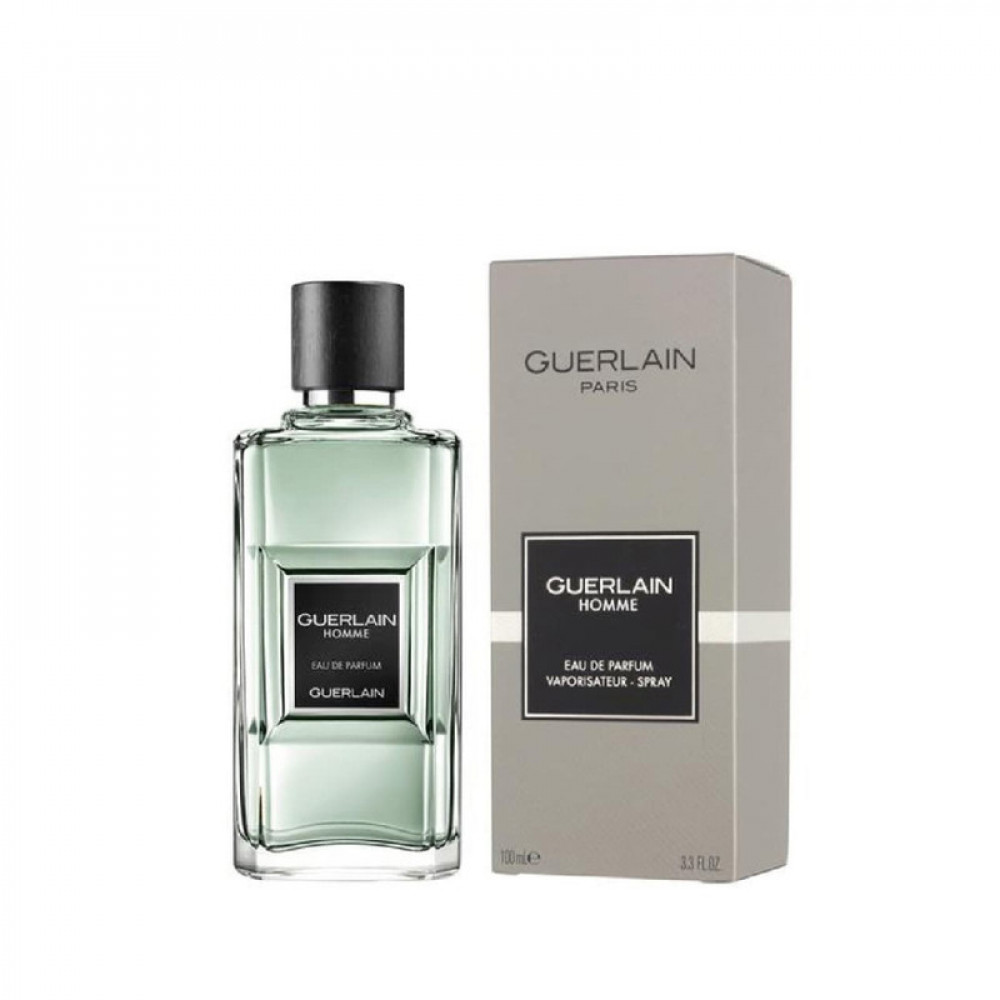 GUERLAIN
HOMME
EAU DE PARFUM
GUERLAIN
GUERLAIN
PARIS
GUERLAIN
HOMME
EAU DE PARFUM
VAPORISATEUR - SPRAY
100 ml ℮
3.3 FL.OZ.